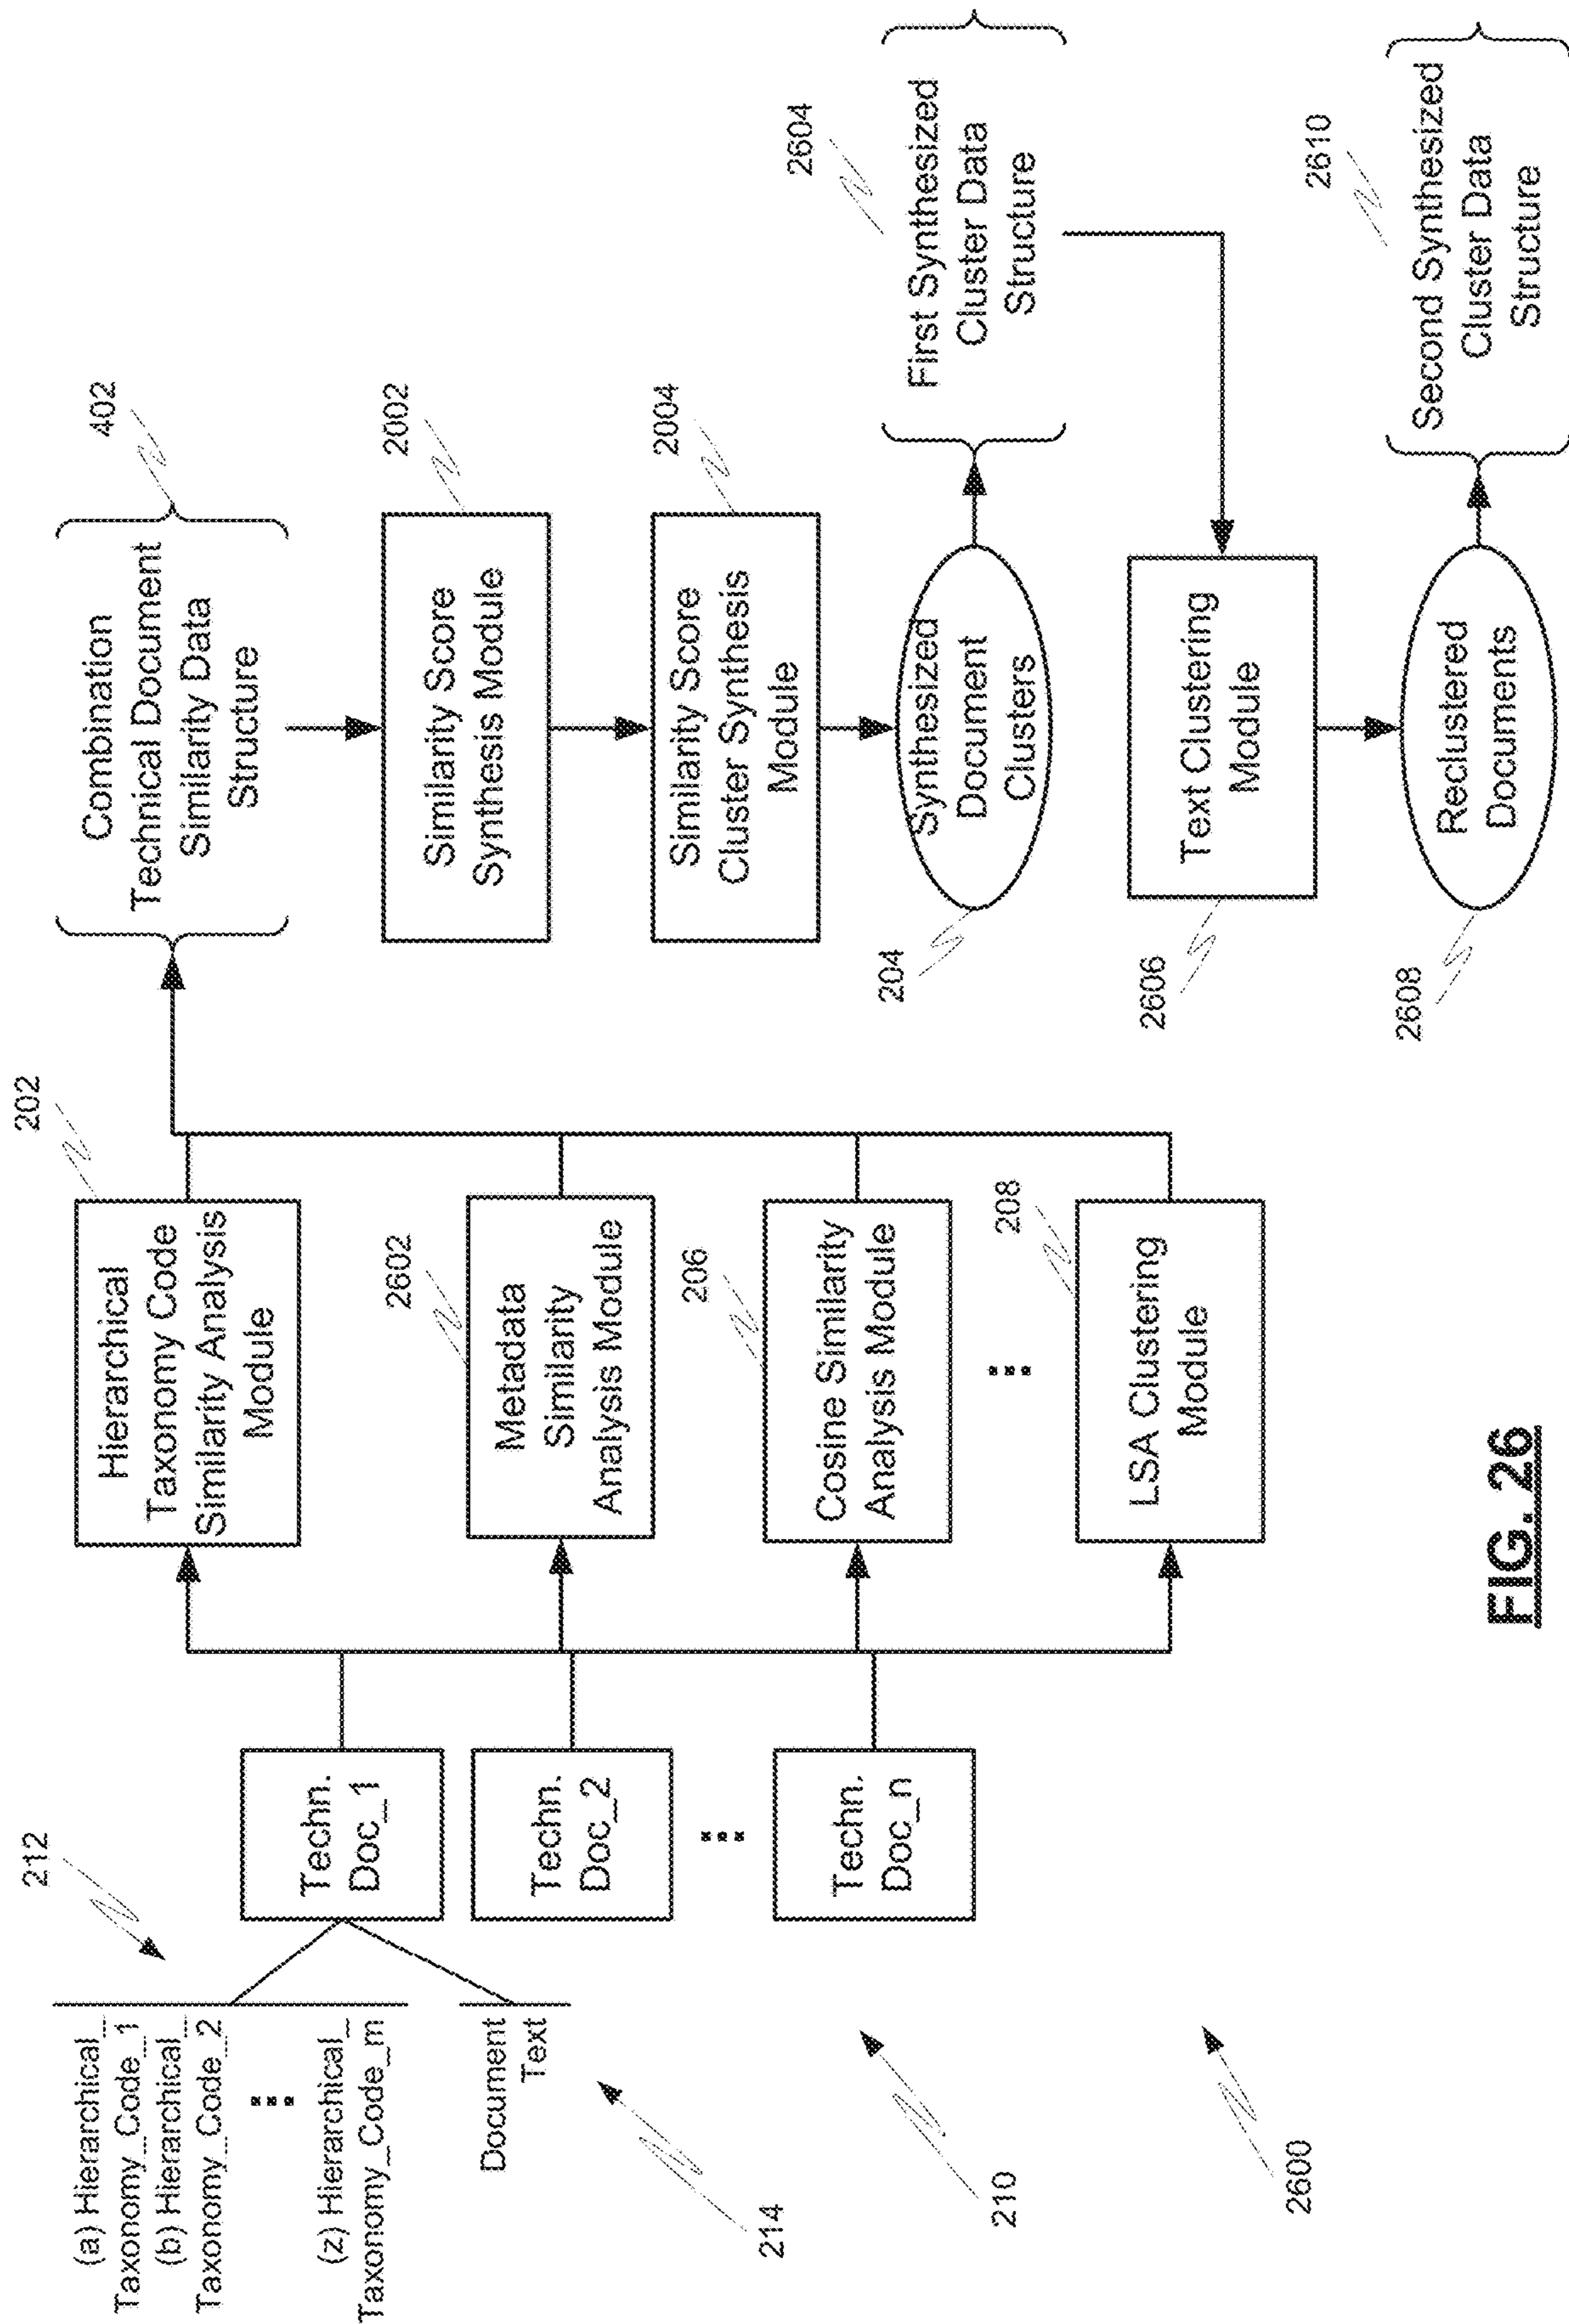 212
(a) Hierarchical_
Taxonomy_Code_1
(b) Hierarchical_
Taxonomy_Code_2
...
(z) Hierarchical_
Taxonomy_Code_m
Document
Text
214
210
2600
Techn.
Doc_1
Techn.
Doc_2
...
Techn.
Doc_n
202
Hierarchical
Taxonomy Code
Similarity Analysis
Module
2602
Metadata
Similarity
Analysis Module
206
Cosine Similarity
Analysis Module
...
208
LSA Clustering
Module
402
Combination
Technical Document
Similarity Data
Structure
2002
Similarity Score
Synthesis Module
2004
Similarity Score
Cluster Synthesis
Module
204
Synthesized
Document
Clusters
2604
First Synthesized
Cluster Data
Structure
2606
Text Clustering
Module
2608
Reclustered
Documents
2610
Second Synthesized
Cluster Data
Structure
FIG. 26